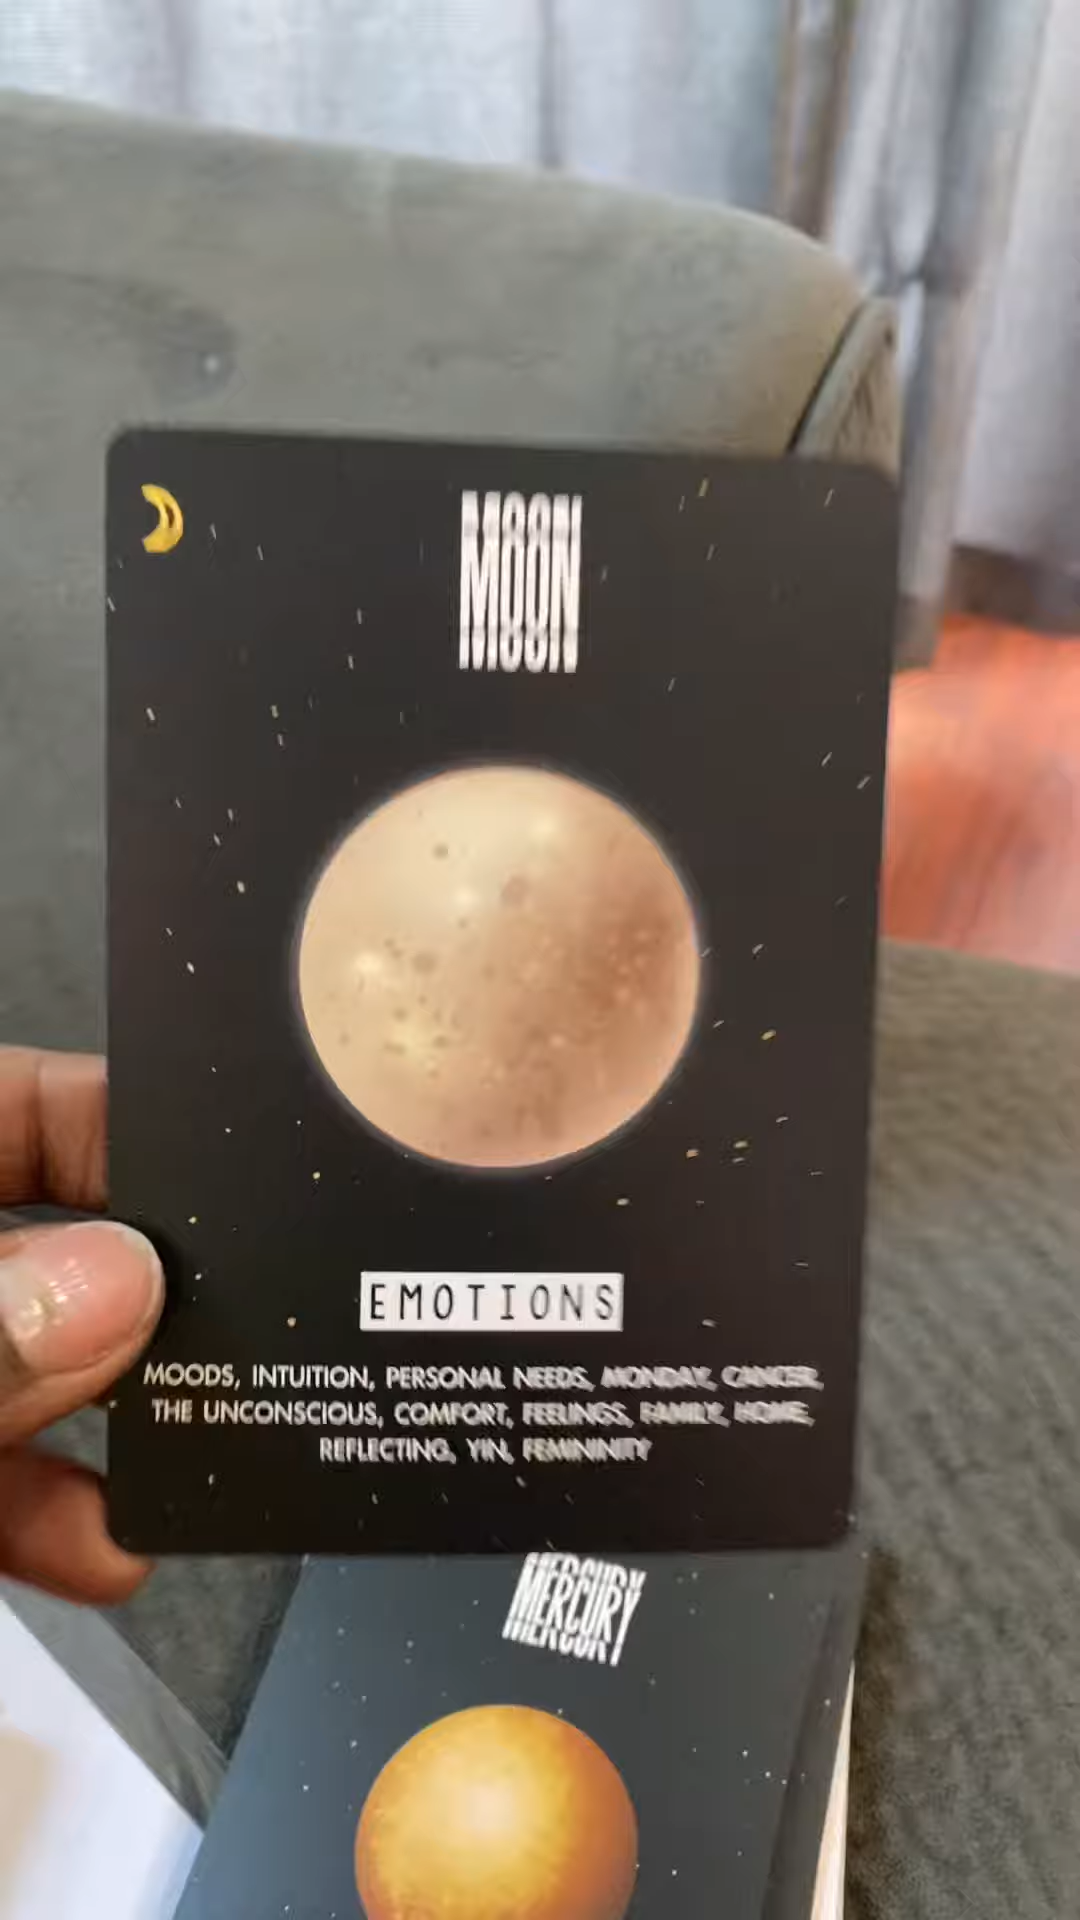 MOON
EMOTIONS
MOODS, INTUITION, PERSONAL NEEDS, MONDAY, CANCER,
THE UNCONSCIOUS, COMFORT, FEELINGS, FAMILY, HOME,
REFLECTING, YIN, FEMININITY
MERCURY